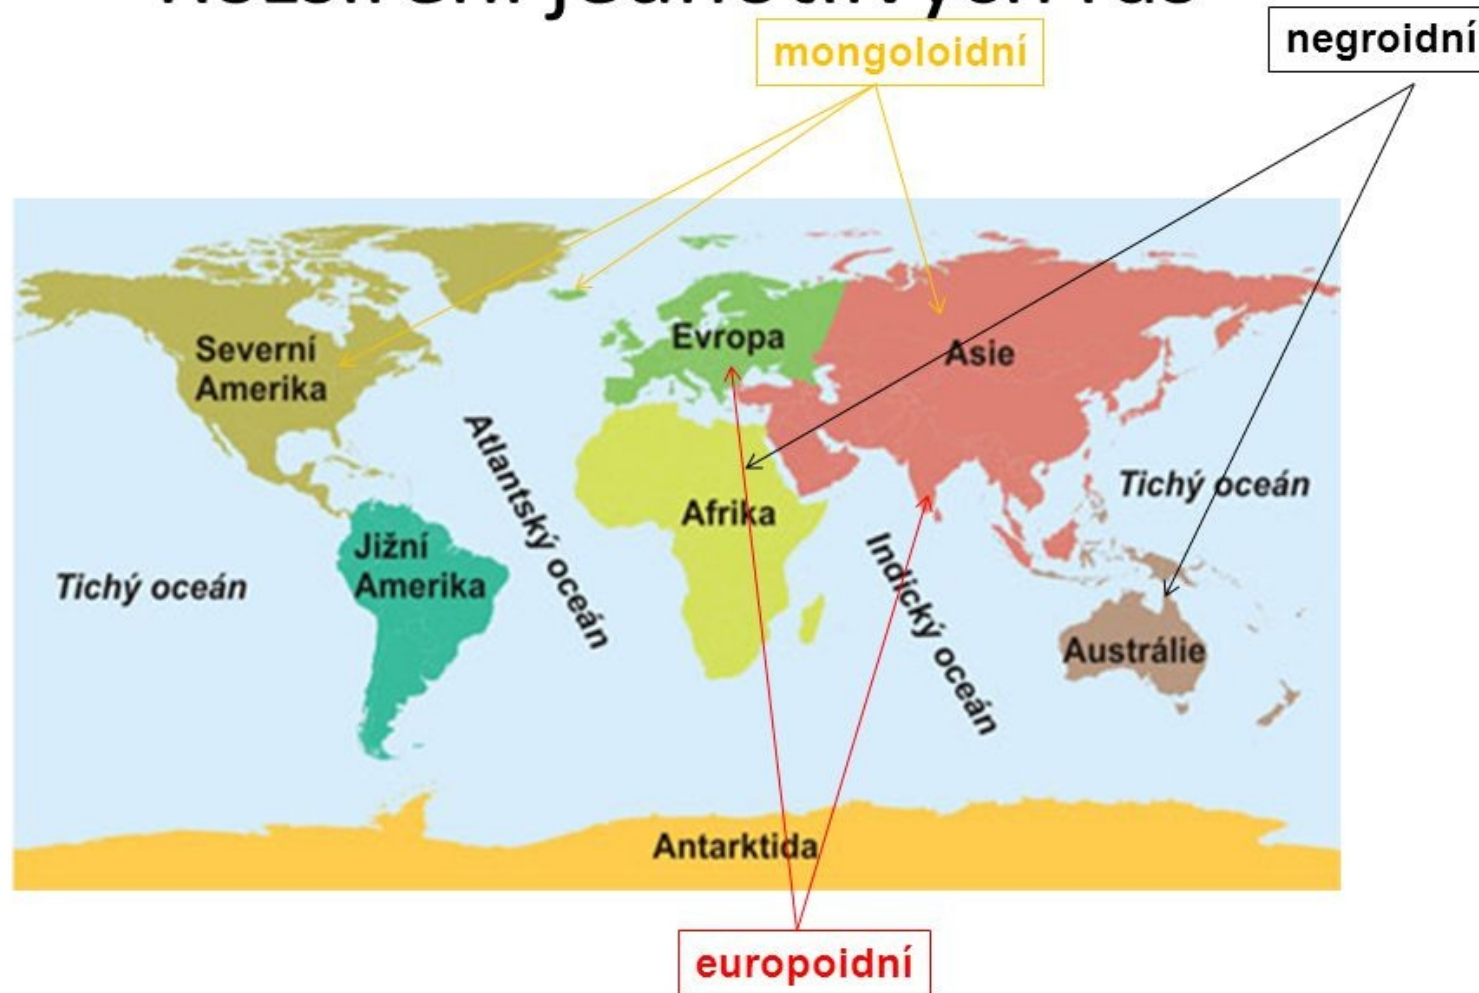 mongoloidní
negroidní
Severní
Amerika
Evropa
Asie
Atlantský oceán
Tichý oceán
Afrika
Jižní
Amerika
Indický oceán
Tichý oceán
Austrálie
Antarktida
europoidní